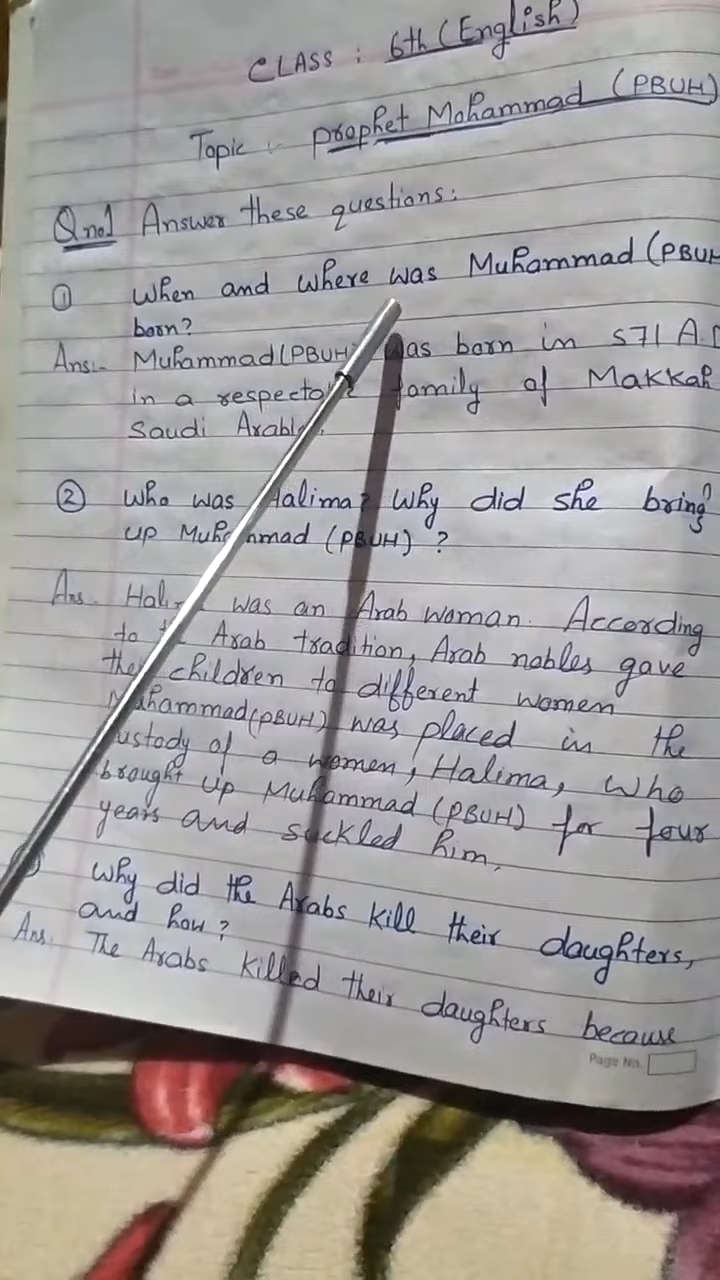 CLASS : 6th (English)
Topic : Prophet Mohammad (PBUH)
Qno1 Answer these questions:
① When and where was Muhammad (PBUH
born?
Ans:- Muhammad (PBUH) was born in 571 A.D
in a respecta family of Makkah
Saudi Arabia.
② Who was Halima? Why did she bring
up Muhammad (PBUH) ?
Ans. Halima was an Arab woman. According
to the Arab tradition, Arab nobles gave
their children to different women
Muhammad (PBUH) was placed in the
custody of a women, Halima, who
brought up Muhammad (PBUH) for four
years and suckled him.
Why did the Arabs kill their daughters,
and how?
Ans. The Arabs killed their daughters because
Page No.